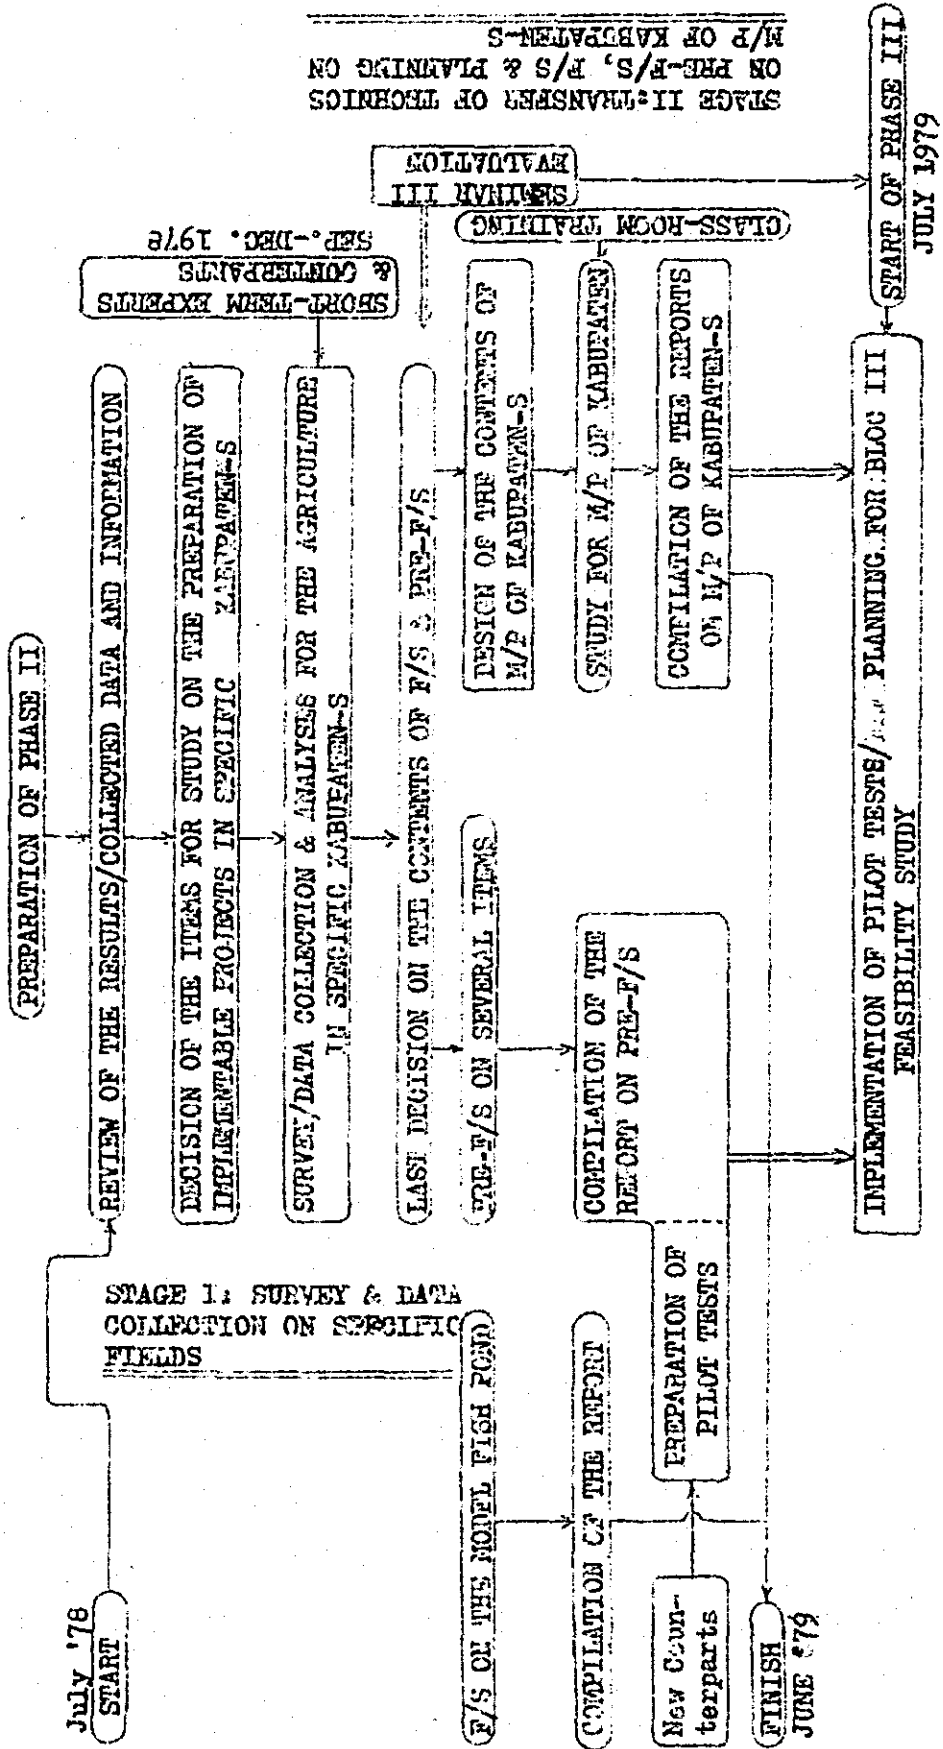 July '78
START
PREPARATION OF PHASE II
REVIEW OF THE RESULTS/COLLECTED DATA AND INFORMATION
DECISION OF THE ITEMS FOR STUDY ON THE PREPARATION OF
IMPLEMENTABLE PROJECTS IN SPECIFIC KABUPATEN-S
SHORT-TERM EXPERTS
& COUNTERPARTS
SEP.-DEC. 1978
SURVEY/DATA COLLECTION & ANALYSES FOR THE AGRICULTURE
IN SPECIFIC KABUPATEN-S
STAGE I: SURVEY & DATA
COLLECTION ON SPECIFIC
FIELDS
LAST DECISION ON THE CONTENTS OF F/S & PRE-F/S
SEMINAR III
EVALUATION
STAGE II:TRANSFER OF TECHNICS
ON PRE-F/S, F/S & PLANNING ON
M/P OF KABUPATEN-S
F/S ON THE MODEL FISH POND
PRE-F/S ON SEVERAL ITEMS
DESIGN OF THE CONTENTS OF
M/P OF KABUPATEN-S
CLASS-ROOM TRAINING
COMPILATION OF THE REPORT
COMPILATION OF THE
REPORT ON PRE-F/S
STUDY FOR M/P OF KABUPATEN
New Coun-
terparts
PREPARATION OF
PILOT TESTS
COMPILATION OF THE REPORTS
ON M/P OF KABUPATEN-S
FINISH
JUNE '79
IMPLEMENTATION OF PILOT TESTS/ PLANNING FOR BLOC III
FEASIBILITY STUDY
START OF PHASE III
JULY 1979